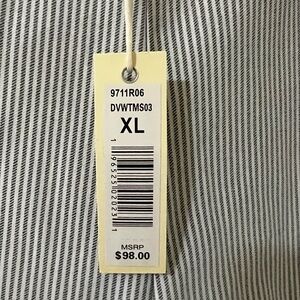 9711R06
DVWTMS03
XL
MSRP
$98.00